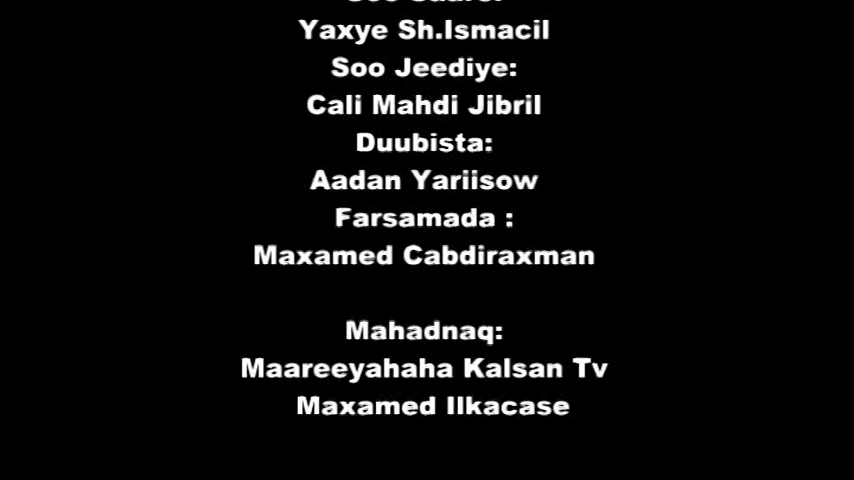 Yaxye Sh.Ismacil
Soo Jeediye:
Cali Mahdi Jibril
Duubista:
Aadan Yariisow
Farsamada :
Maxamed Cabdiraxman
Mahadnaq:
Maareeyahaha Kalsan Tv
Maxamed Ilkacase